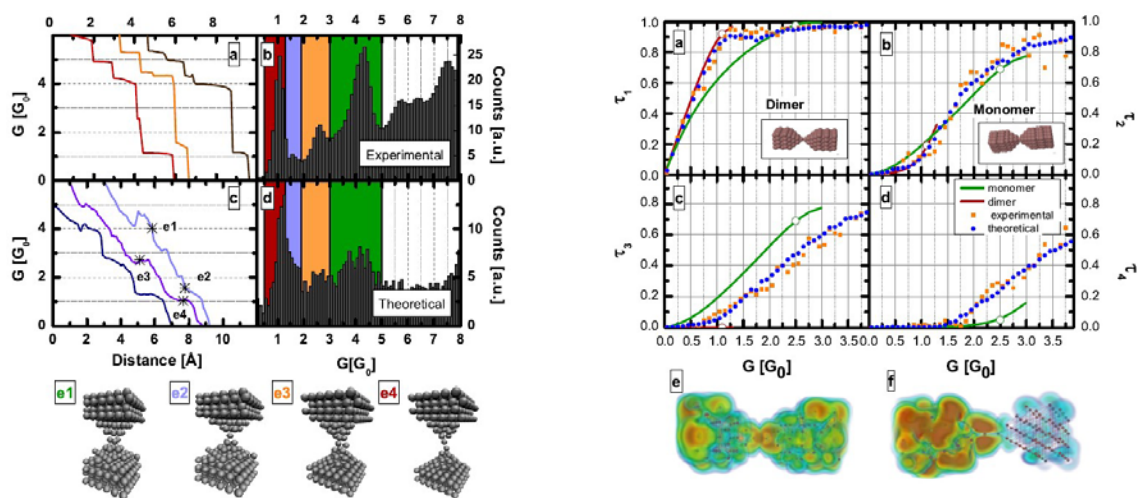 0 2 4 6 8
0 1 2 3 4 5 6 7 8
a
b
G [G₀]
4
2
0
25
20
15
10
5
0
Counts [a.u.]
Experimental
c
d
e1
e2
e3
e4
G [G₀]
4
2
0
10
5
0
Counts [a.u.]
Theoretical
0 2 4 6 8 10
1 2 3 4 5 6 7 8
Distance [Å]
G[G₀]
e1
e2
e3
e4
a
b
1.0
0.8
0.6
0.4
0.2
0.0
τ₁
Dimer
Monomer
1.0
0.8
0.6
0.4
0.2
0.0
τ₂
c
d
0.8
0.6
0.4
0.2
0.0
τ₃
monomer
dimer
experimental
theoretical
0.8
0.6
0.4
0.2
0.0
τ₄
0.0 0.5 1.0 1.5 2.0 2.5 3.0 3.5
0.0 0.5 1.0 1.5 2.0 2.5 3.0 3.5
G [G₀]
G [G₀]
e
f